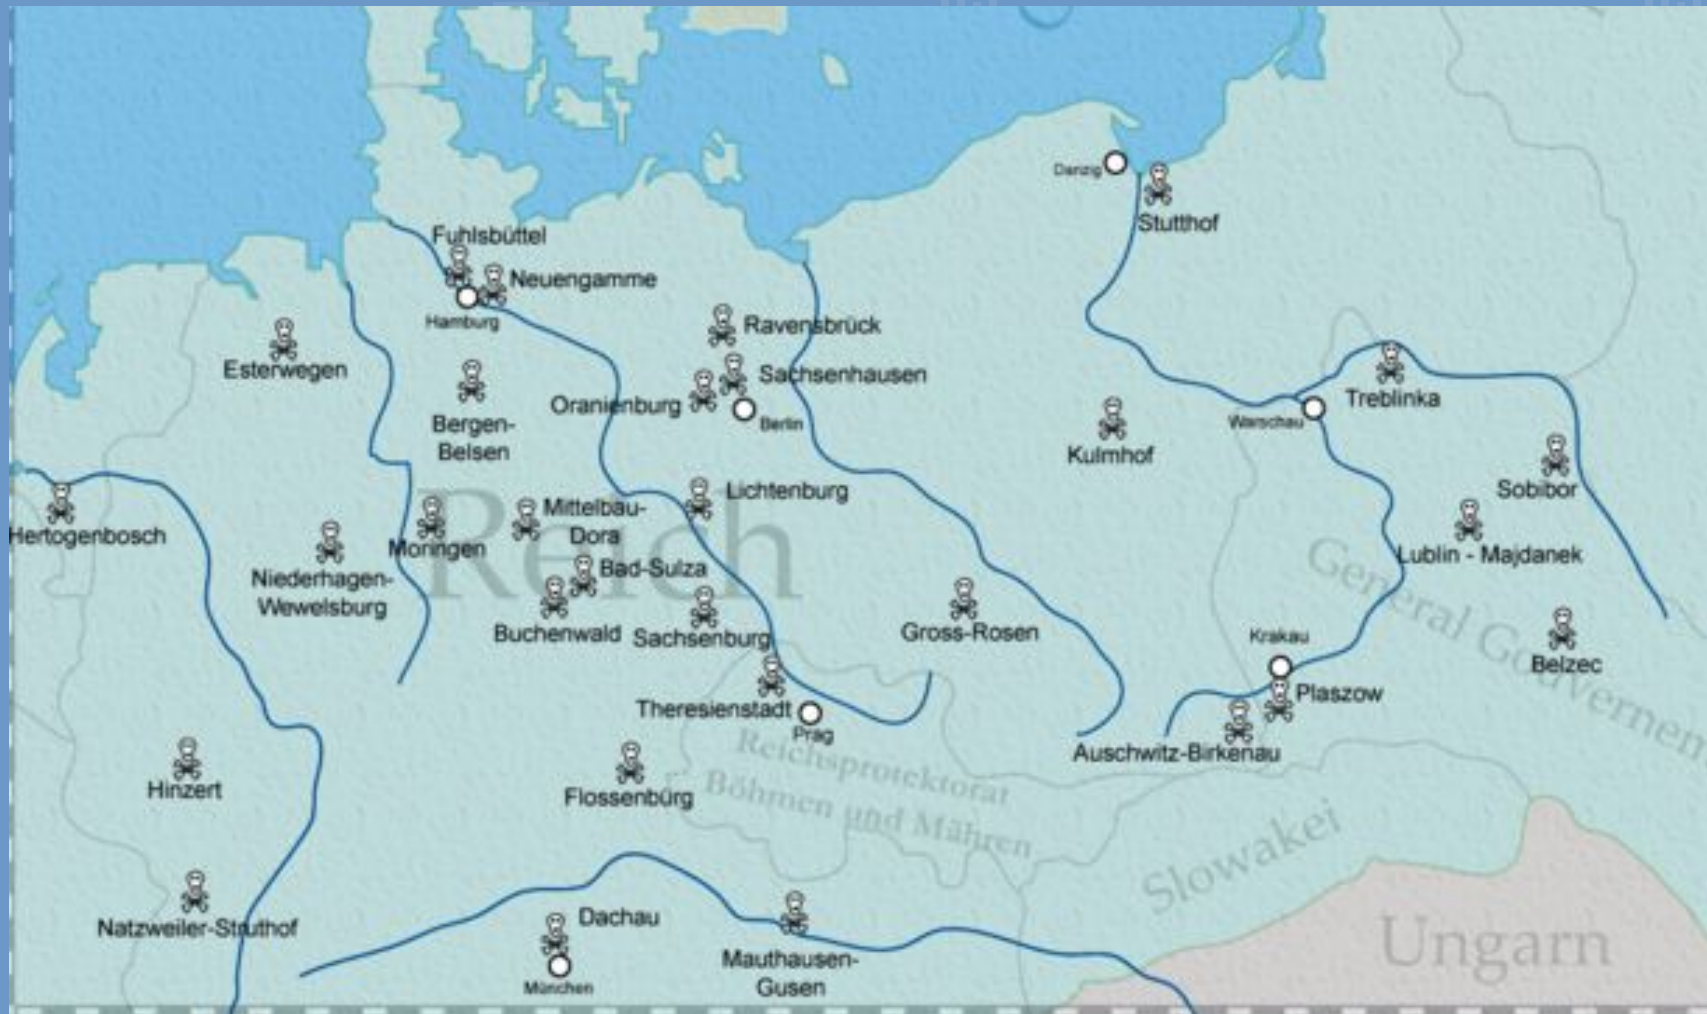 Danzig
Stutthof
Fuhlsbüttel
Neuengamme
Hamburg
Ravensbrück
Esterwegen
Sachsenhausen
Oranienburg
Berlin
Bergen-
Belsen
Treblinka
Warschau
Kulmhof
Sobibor
Lichtenburg
Hertogenbosch
Reich
Mittelbau-
Dora
Moringen
Lublin - Majdanek
General Gouvernemen
Niederhagen-
Wewelsburg
Bad-Sulza
Buchenwald
Sachsenburg
Gross-Rosen
Krakau
Belzec
Plaszow
Theresienstadt
Prag
Auschwitz-Birkenau
Reichsprotektorat
Böhmen und Mähren
Hinzert
Flossenbürg
Slowakei
Natzweiler-Struthof
Dachau
Ungarn
Mauthausen-
Gusen
München